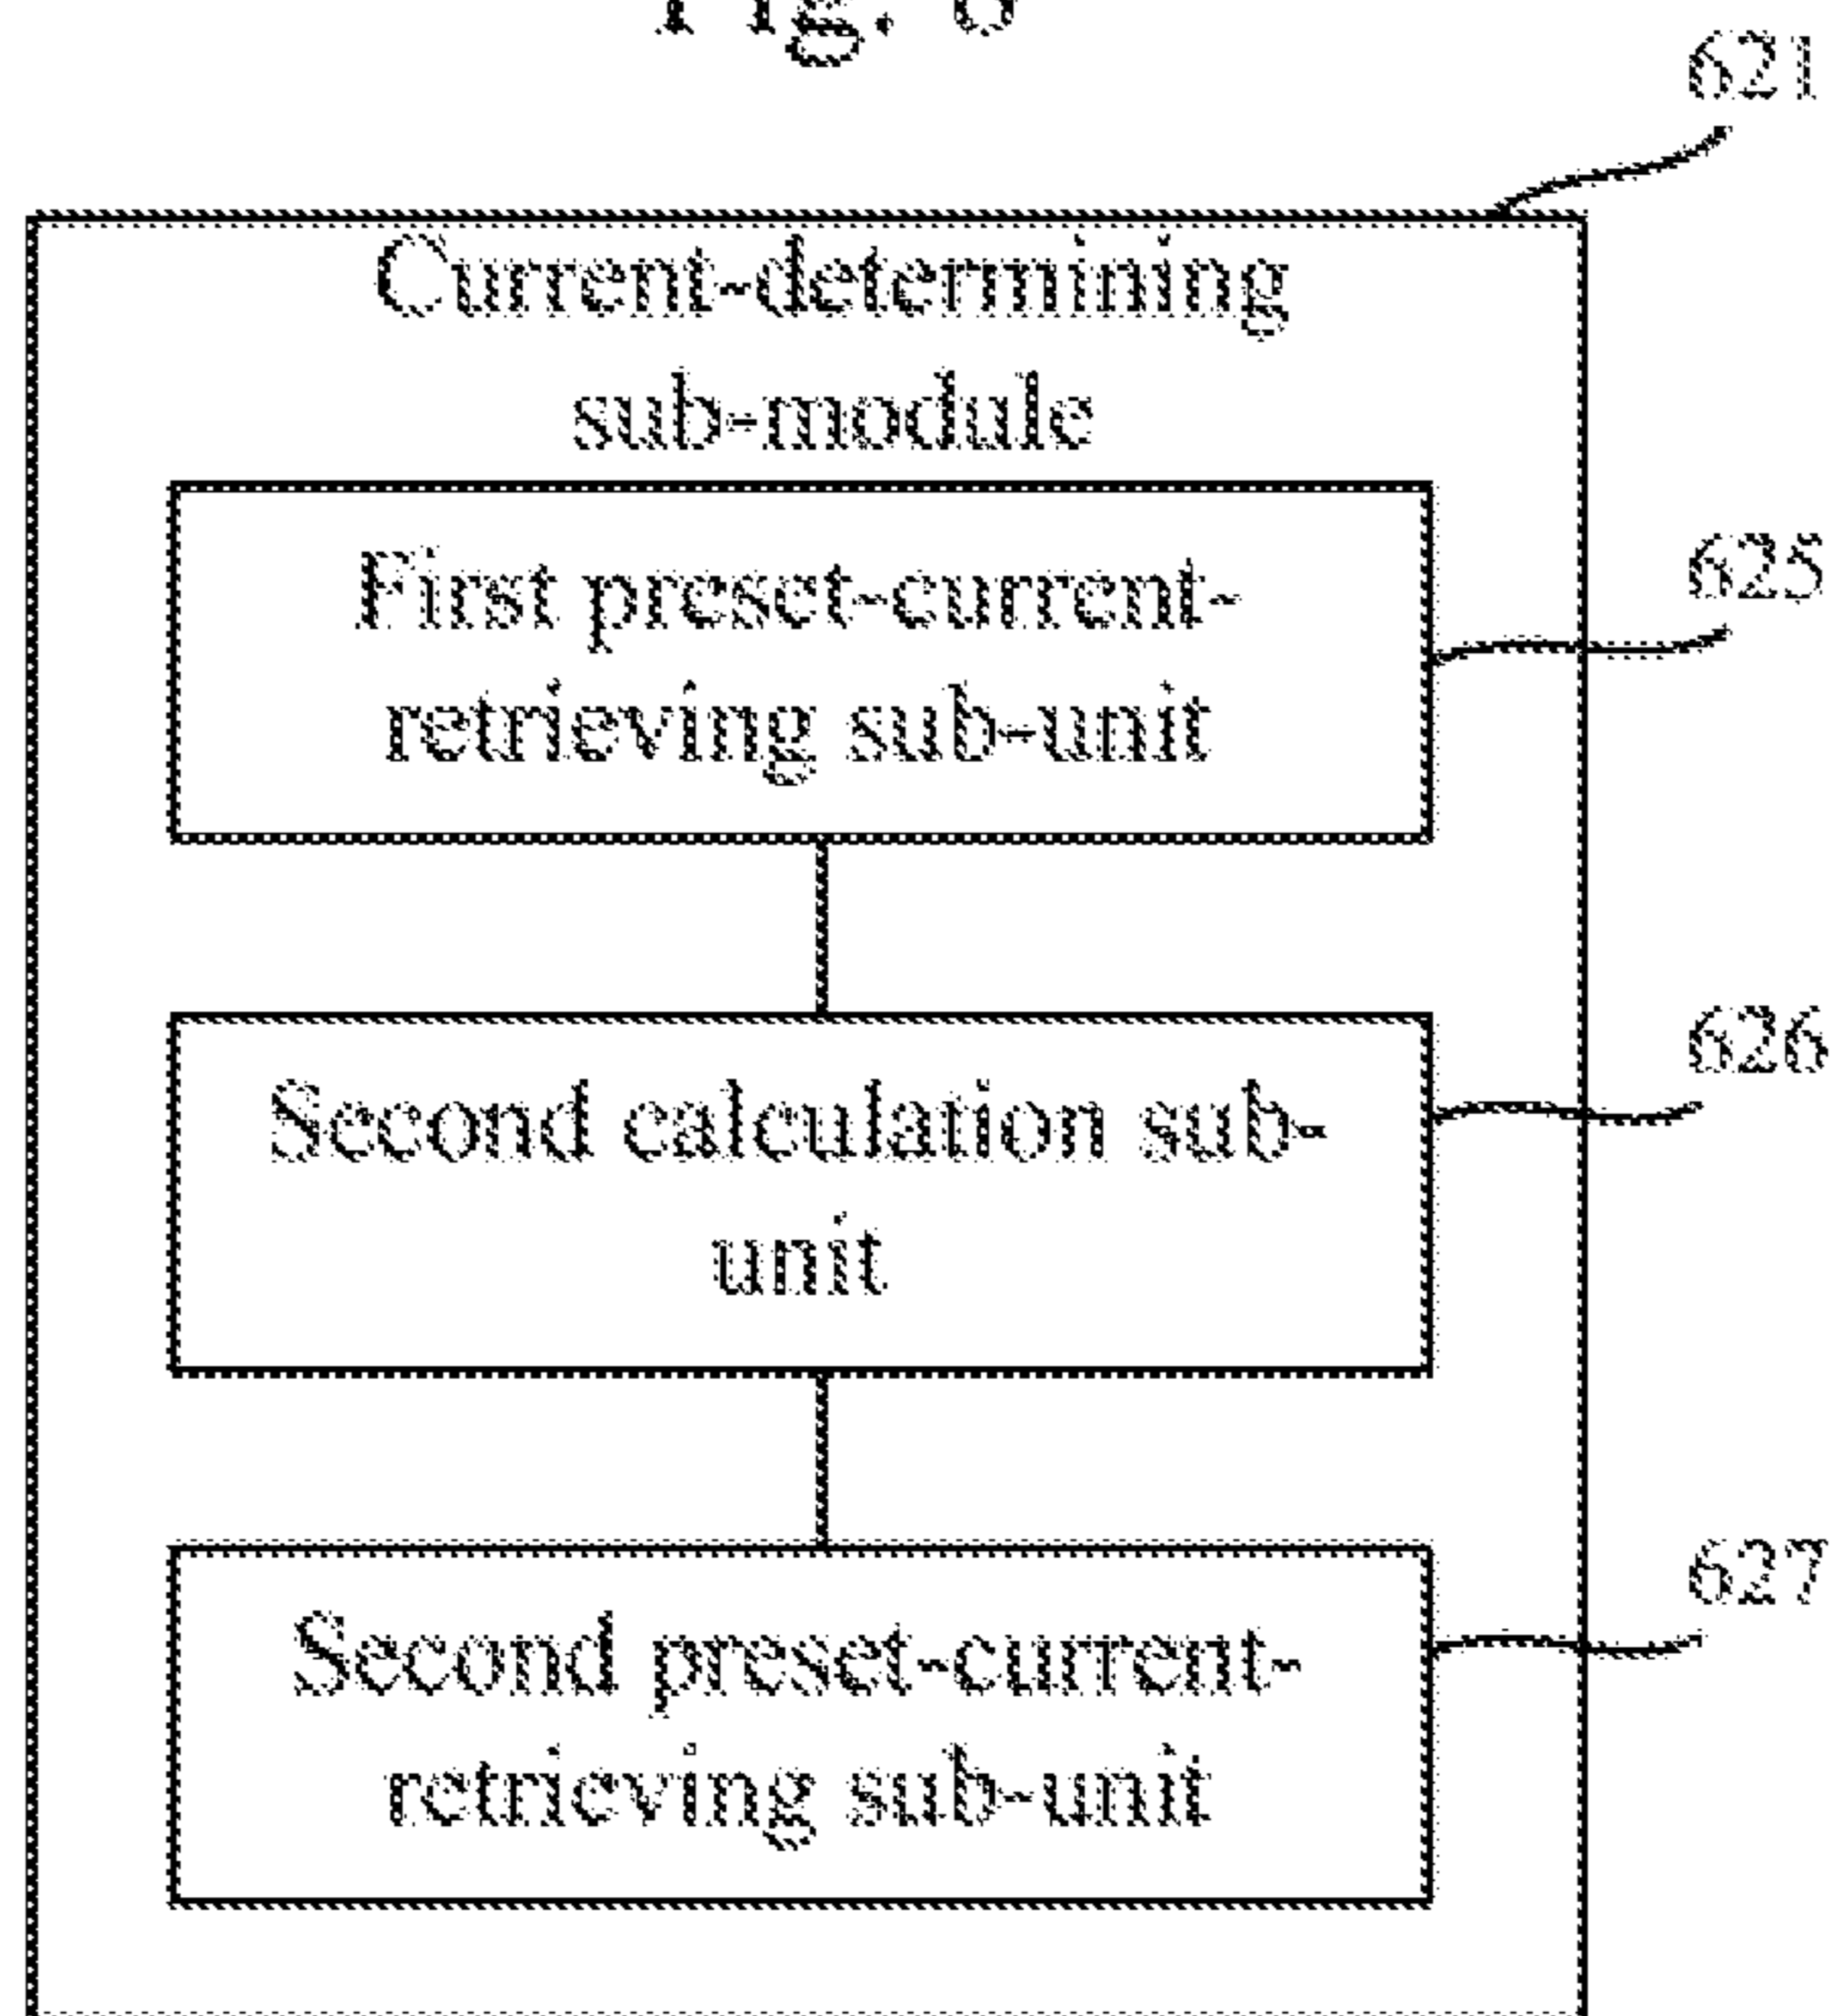 Fig.
621
Current-determining
sub-module
First preset-current-
retrieving sub-unit
625
Second calculation sub-
unit
626
Second preset-current-
retrieving sub-unit
627